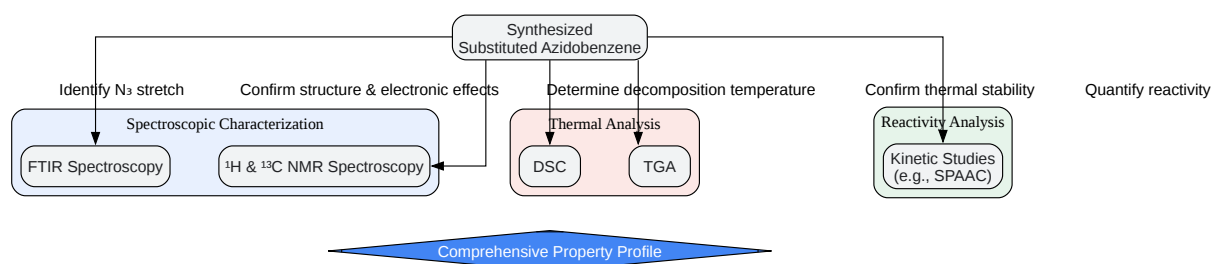 Synthesized
Substituted Azidobenzene
Identify N₃ stretch
Confirm structure & electronic effects
Determine decomposition temperature
Confirm thermal stability
Quantify reactivity
Spectroscopic Characterization
Thermal Analysis
Reactivity Analysis
FTIR Spectroscopy
¹H & ¹³C NMR Spectroscopy
DSC
TGA
Kinetic Studies
(e.g., SPAAC)
Comprehensive Property Profile